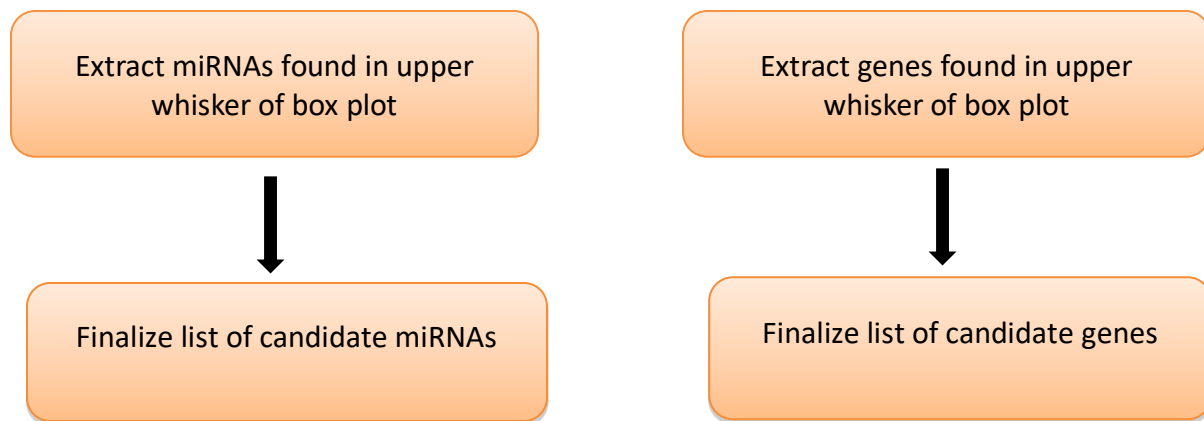 Extract miRNAs found in upper
whisker of box plot
Extract genes found in upper
whisker of box plot
Finalize list of candidate miRNAs
Finalize list of candidate genes